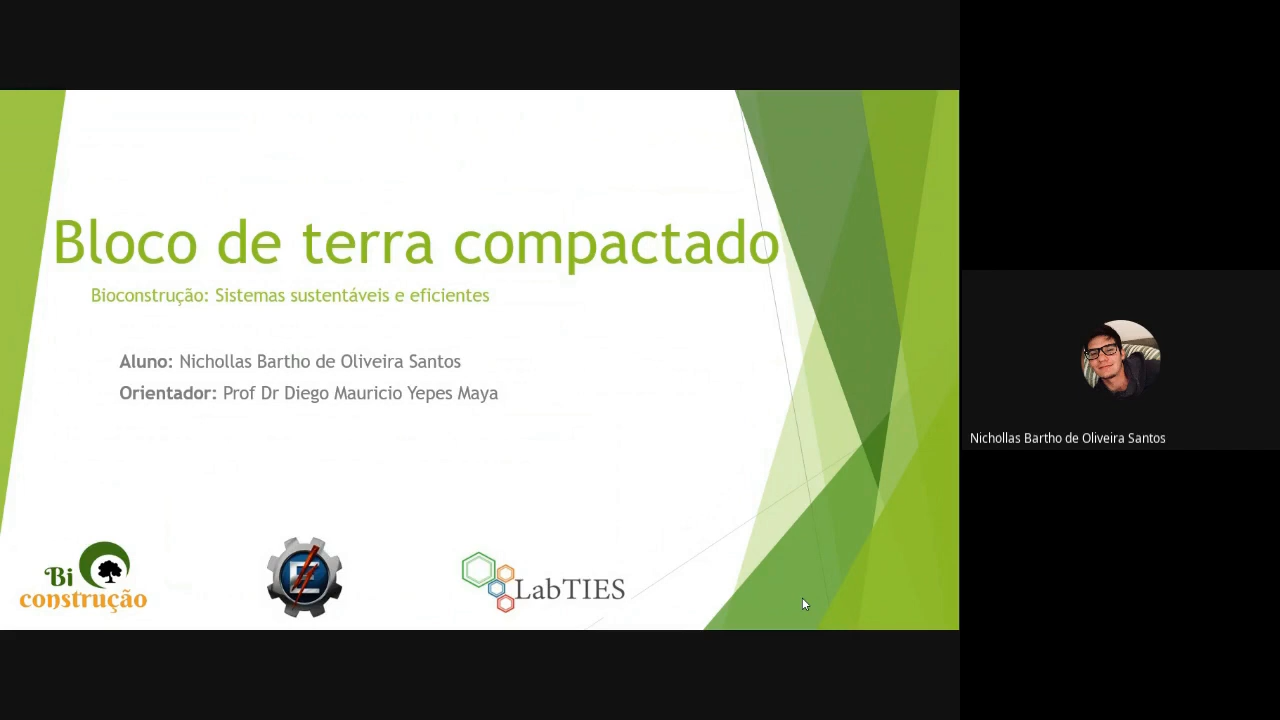 Bloco de terra compactado
Bioconstrução: Sistemas sustentáveis e eficientes
Aluno: Nichollas Bartho de Oliveira Santos
Orientador: Prof Dr Diego Mauricio Yepes Maya
Bi
construção
LabTIES
Nichollas Bartho de Oliveira Santos